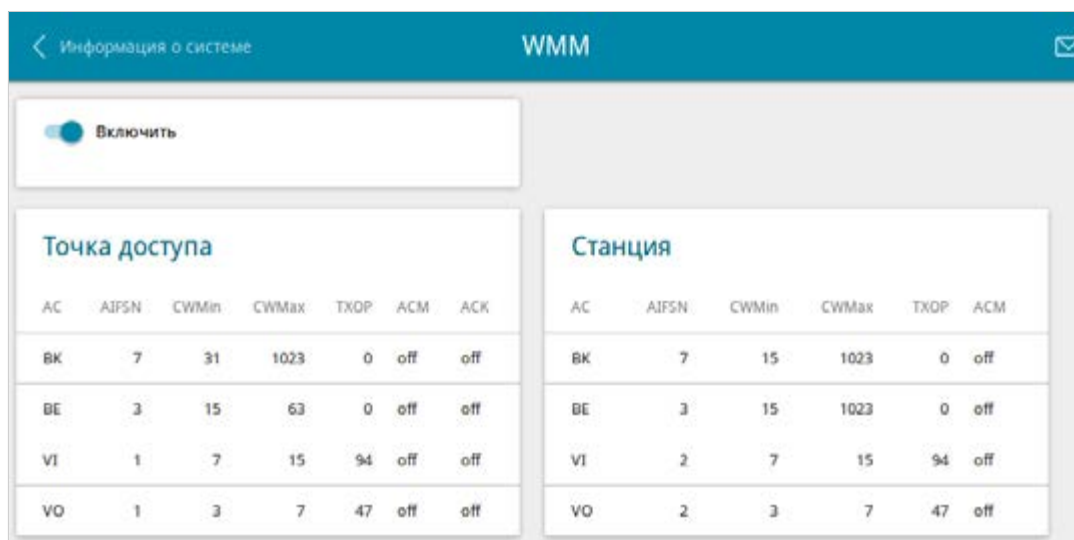 Информация о системе WMM
Включить
Точка доступа
AC AIFSN CWMin CWMax TXOP ACM ACK
BK 7 31 1023 0 off off
BE 3 15 63 0 off off
VI 1 7 15 94 off off
VO 1 3 7 47 off off
Станция
AC AIFSN CWMin CWMax TXOP ACM
BK 7 15 1023 0 off
BE 3 15 1023 0 off
VI 2 7 15 94 off
VO 2 3 7 47 off